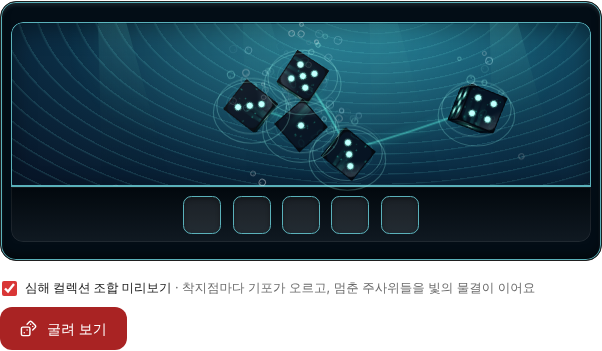 심해 컬렉션 조합 미리보기 · 착지점마다 기포가 오르고, 멈춘 주사위들을 빛의 물결이 이어요
굴려 보기